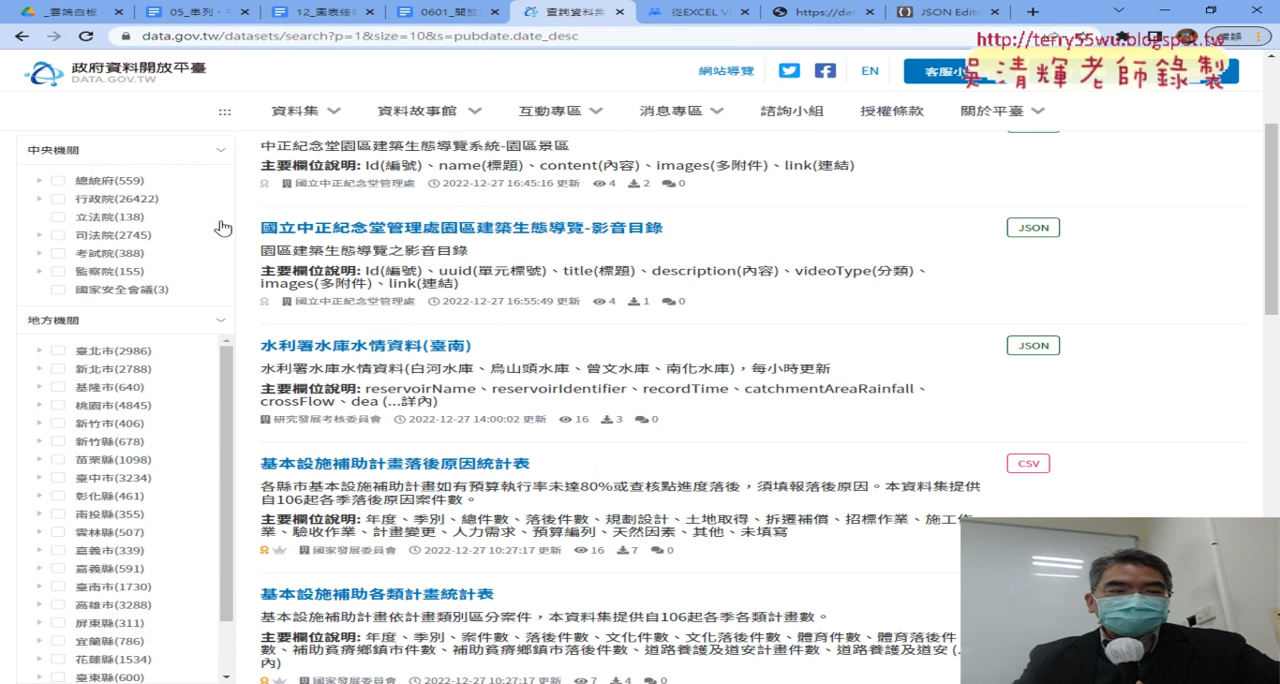 _雲端白板 -
05_串列 -
12_圖表繪
0601_開放
查詢資料集
從EXCEL V
https://da
JSON Edit
data.gov.tw/datasets/search?p=1&size=10&s=pubdate.date_desc
http://terry55wu.blogspot.tw
吳清輝老師錄製
政府資料開放平臺
DATA.GOV.TW
網站導覽
EN
客服小
資料集
資料故事館
互動專區
消息專區
諮詢小組
授權條款
關於平臺
中央機關
總統府(559)
行政院(26422)
立法院(138)
司法院(2745)
考試院(388)
監察院(155)
國家安全會議(3)
地方機關
臺北市(2986)
新北市(2788)
基隆市(640)
桃園市(4845)
新竹市(406)
新竹縣(678)
苗栗縣(1098)
臺中市(3234)
彰化縣(461)
南投縣(355)
雲林縣(507)
嘉義市(339)
嘉義縣(591)
臺南市(1730)
高雄市(3288)
屏東縣(311)
宜蘭縣(786)
花蓮縣(1534)
臺東縣(600)
中正紀念堂園區建築生態導覽系統-園區景區
主要欄位說明: Id(編號)、name(標題)、content(內容)、images(多附件)、link(連結)
國立中正紀念堂管理處 2022-12-27 16:45:16 更新 4 2 0
國立中正紀念堂管理處園區建築生態導覽-影音目錄
JSON
園區建築生態導覽之影音目錄
主要欄位說明: Id(編號)、uuid(單元標號)、title(標題)、description(內容)、videoType(分類)、
images(多附件)、link(連結)
國立中正紀念堂管理處 2022-12-27 16:55:49 更新 4 1 0
水利署水庫水情資料(臺南)
JSON
水利署水庫水情資料(白河水庫、烏山頭水庫、曾文水庫、南化水庫)，每小時更新
主要欄位說明: reservoirName、reservoirIdentifier、recordTime、catchmentAreaRainfall、
crossFlow、dea (...詳內)
研究發展考核委員會 2022-12-27 14:00:02 更新 16 3 0
基本設施補助計畫落後原因統計表
CSV
各縣市基本設施補助計畫如有預算執行率未達80%或查核點進度落後，須填報落後原因。本資料集提供
自106起各季落後原因案件數。
主要欄位說明: 年度、季別、總件數、落後件數、規劃設計、土地取得、拆遷補償、招標作業、施工作
業、驗收作業、計畫變更、人力需求、預算編列、天然因素、其他、未填寫
國家發展委員會 2022-12-27 10:27:17 更新 16 7 0
基本設施補助各類計畫統計表
基本設施補助計畫依計畫類別區分案件，本資料集提供自106起各季各類計畫數。
主要欄位說明: 年度、季別、案件數、落後件數、文化件數、文化落後件數、體育件數、體育落後件
數、補助貧瘠鄉鎮市件數、補助貧瘠鄉鎮市落後件數、道路養護及道安計畫件數、道路養護及道安 (..
內)
國家發展委員會 2022-12-27 10:27:17 更新 7 4 0